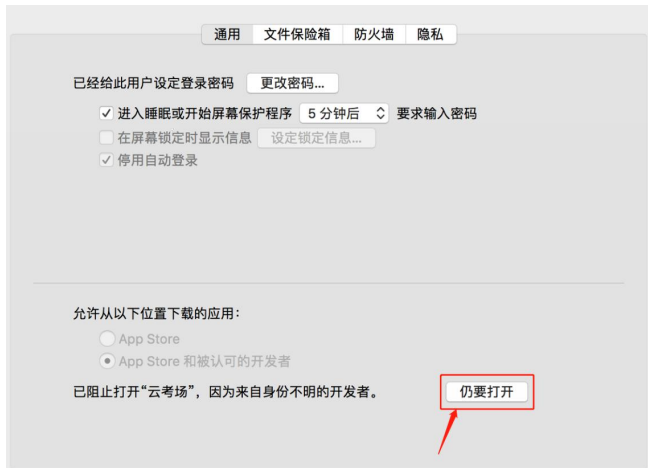 通用 文件保险箱 防火墙 隐私
已经给此用户设定登录密码 更改密码...
进入睡眠或开始屏幕保护程序 5 分钟后 要求输入密码
在屏幕锁定时显示信息 设定锁定信息...
停用自动登录
允许从以下位置下载的应用：
App Store
App Store 和被认可的开发者
已阻止打开“云考场”，因为来自身份不明的开发者。 仍要打开